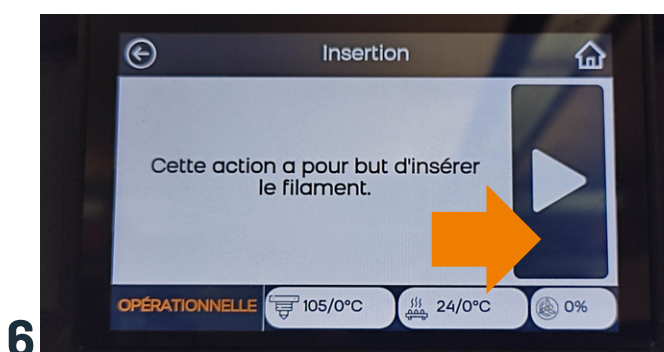 Insertion
Cette action a pour but d'insérer
le filament.
OPÉRATIONNELLE 105/0°C 24/0°C 0%
6